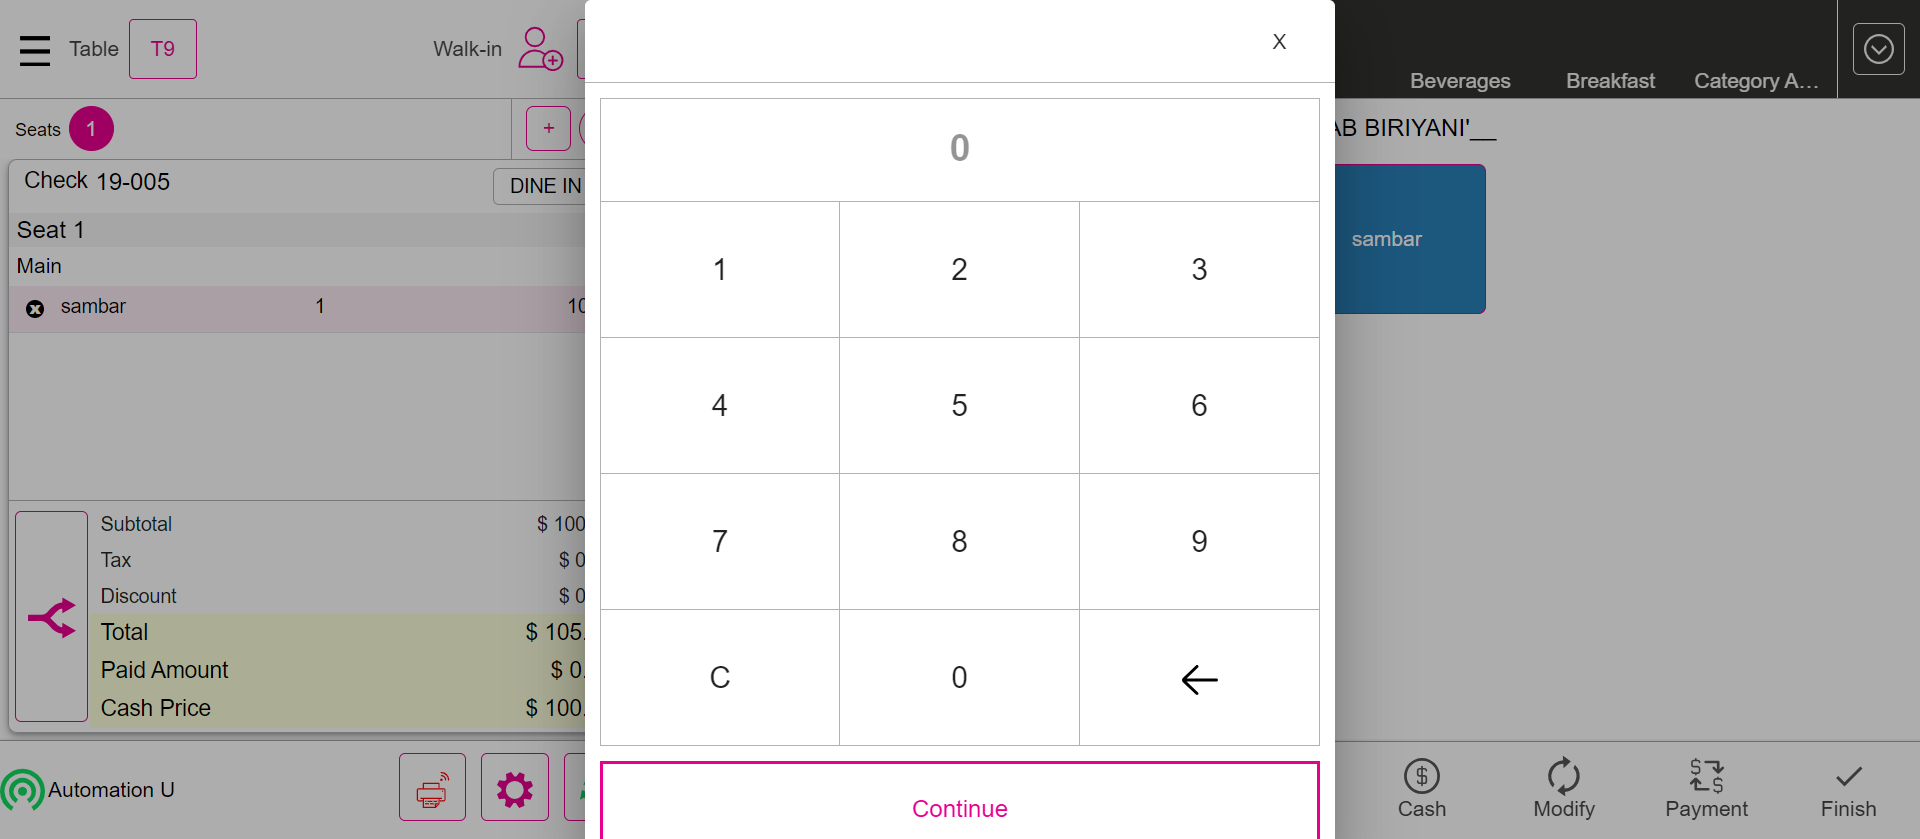 Table
T9
Walk-in
X
Beverages
Breakfast
Category A...
Seats
1
+
AB BIRIYANI'__
Check 19-005
DINE IN
Seat 1
Main
sambar 1 10
sambar
0
1 2 3
4 5 6
7 8 9
C 0
Continue
Subtotal $ 100
Tax $ 0
Discount $ 0
Total $ 105.
Paid Amount $ 0.
Cash Price $ 100.
Automation U
Cash
Modify
Payment
Finish